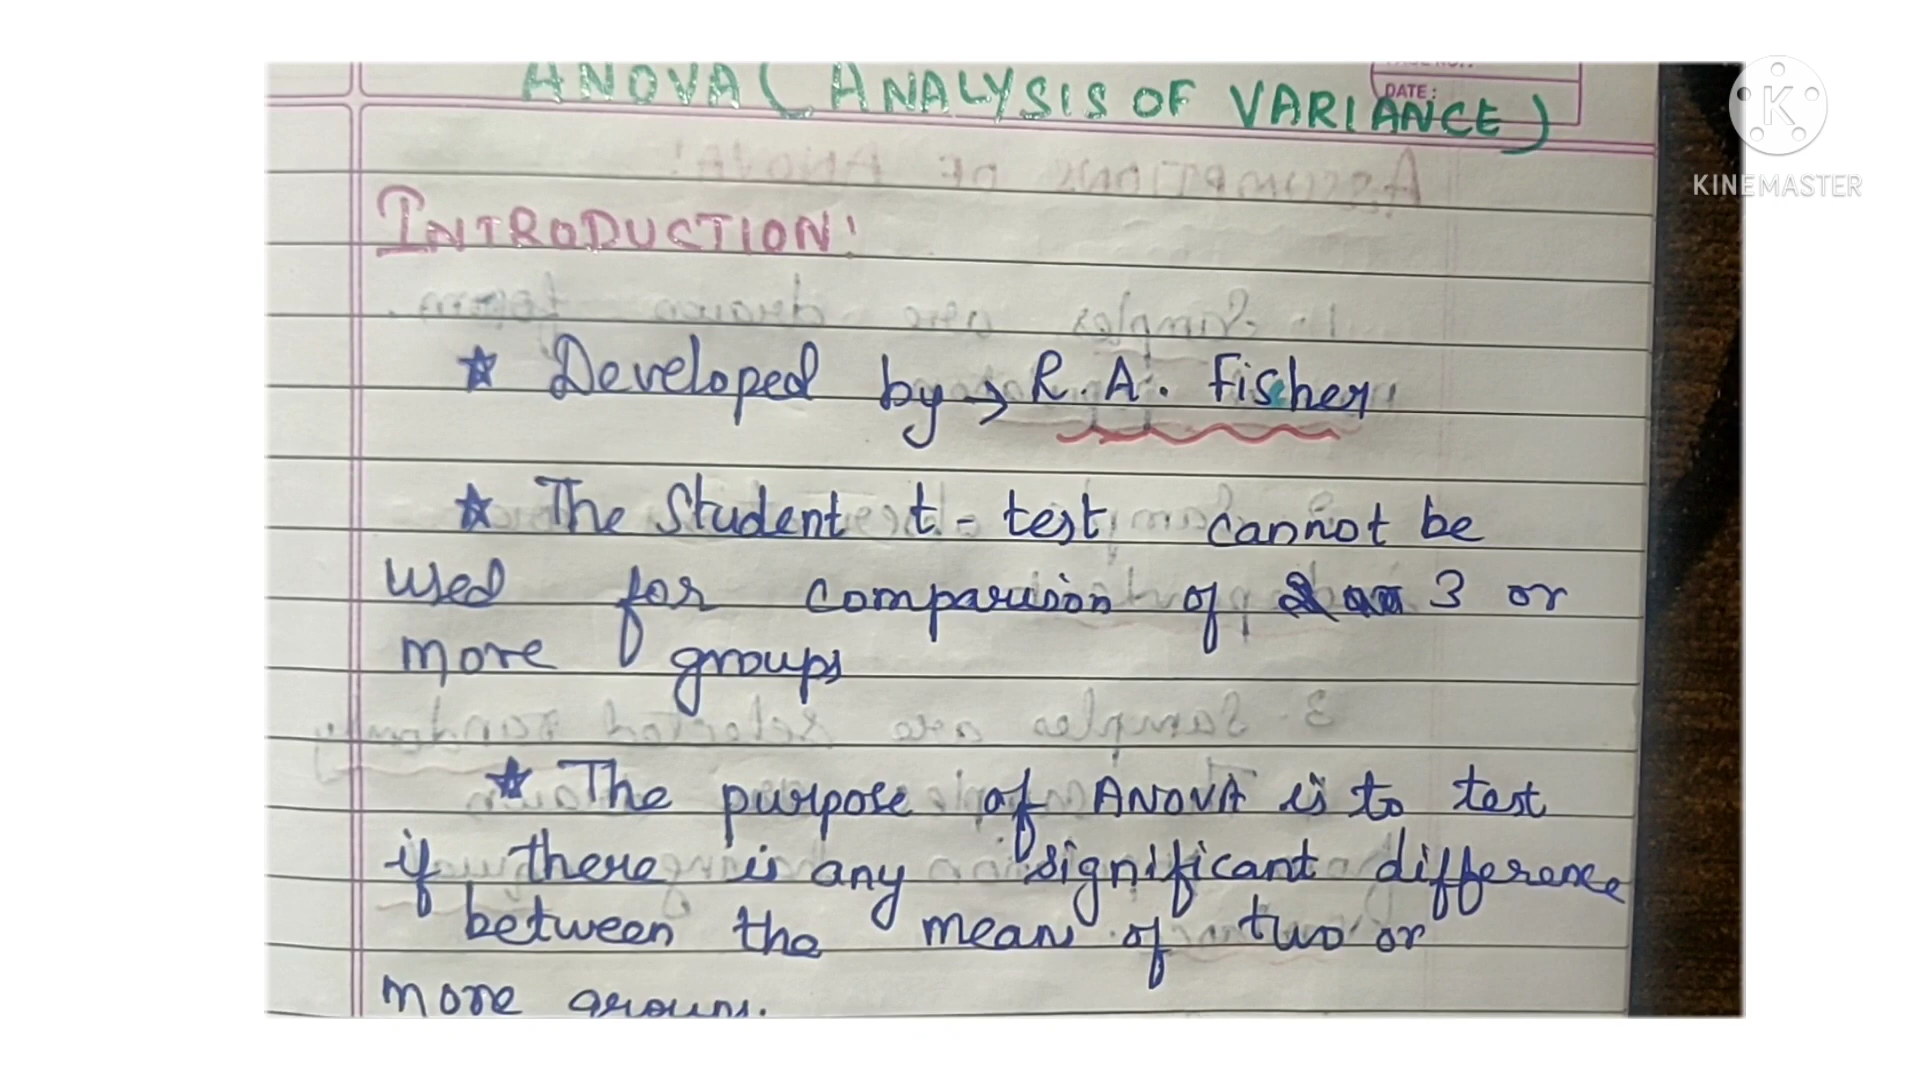 ANOVA ( ANALYSIS OF VARIANCE )
DATE:
KINEMASTER
INTRODUCTION:
★ Developed by → R.A. Fischer
★ The Student t-test cannot be
used for comparision of 3 or
more groups
★ The purpose of ANOVA is to test
if there is any significant difference
between the mean of two or
more groups.